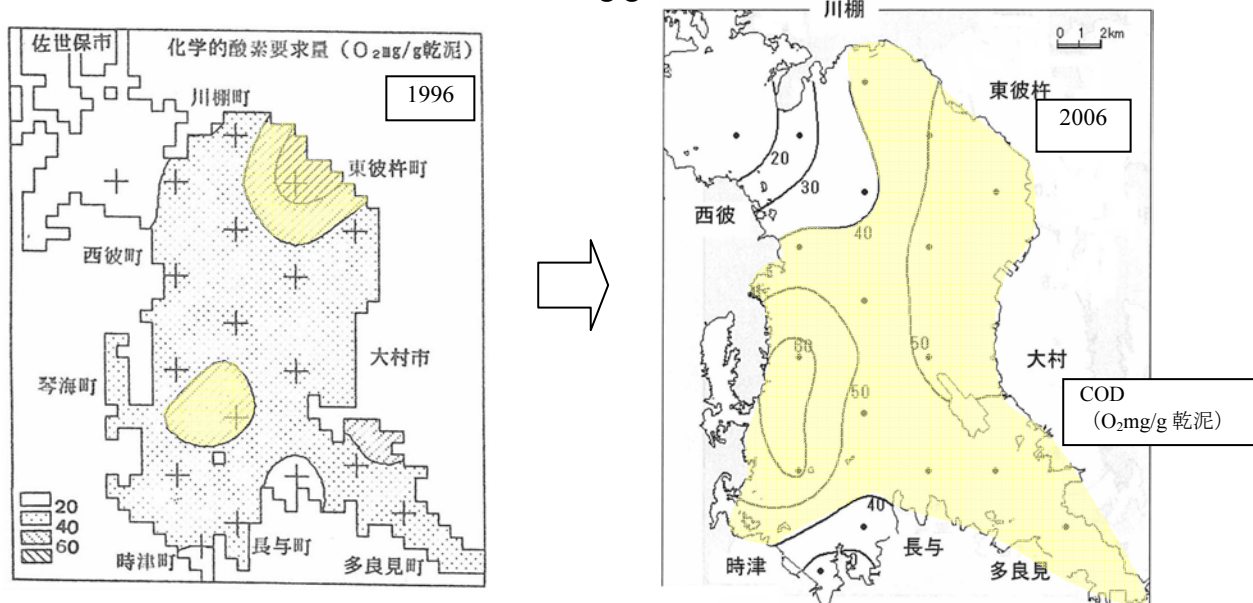 佐世保市
化学的酸素要求量（O₂mg/g乾泥）
1996
川棚町
東彼杵町
西彼町
大村市
琴海町
20
40
60
時津町
長与町
多良見町
川棚
0 1 2km
東彼杵
2006
20
30
西彼
40
60
50
50
大村
COD
（O₂mg/g 乾泥）
40
時津
長与
多良見